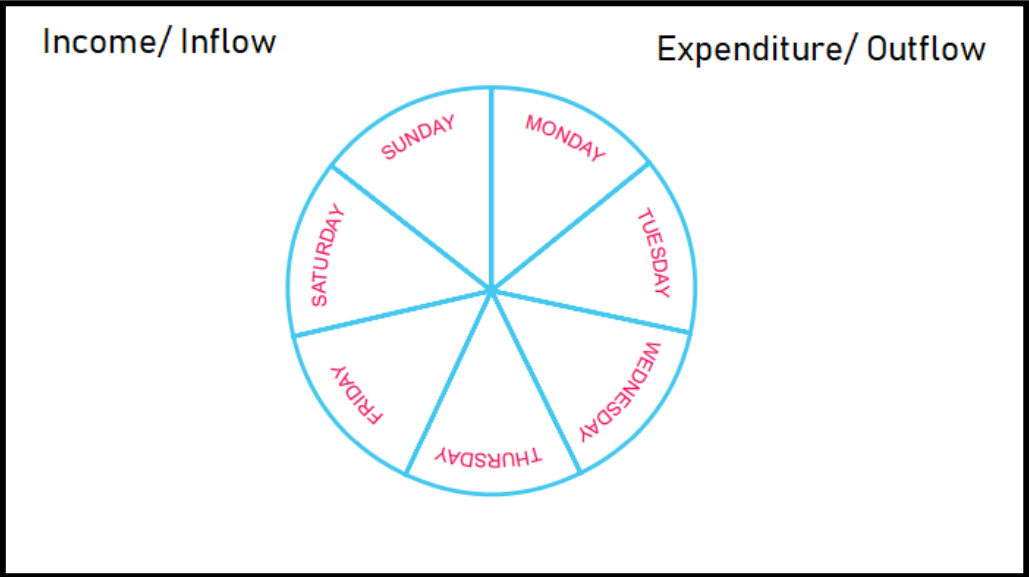 Income/ Inflow
Expenditure/ Outflow
MONDAY
TUESDAY
WEDNESDAY
THURSDAY
FRIDAY
SATURDAY
SUNDAY